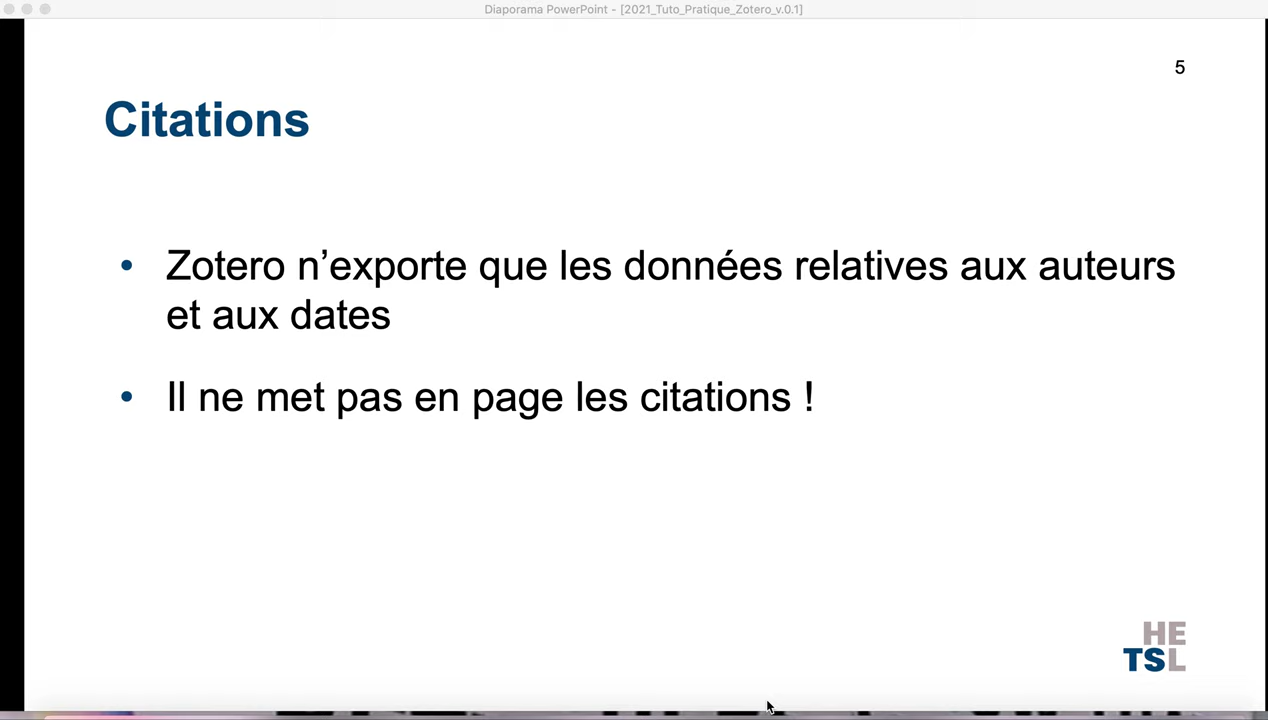 Diaporama PowerPoint - [2021_Tuto_Pratique_Zotero_v.0.1]
5
Citations
• Zotero n’exporte que les données relatives aux auteurs
et aux dates
• Il ne met pas en page les citations !
HE
TSL